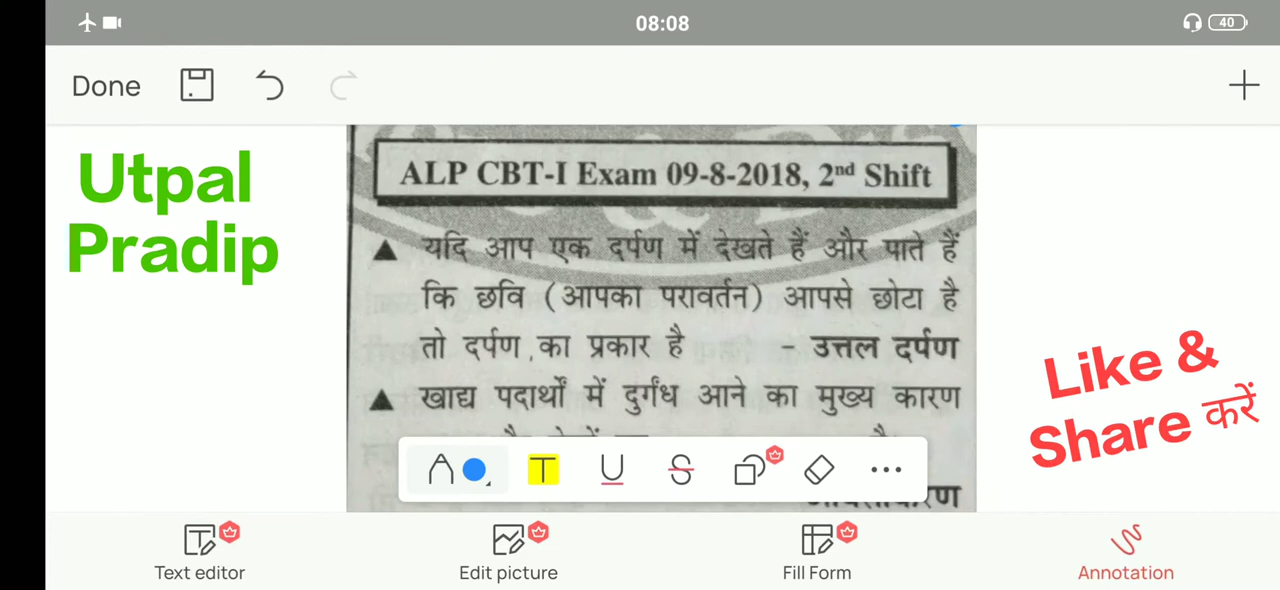 08:08
40
Done
Utpal
Pradip
ALP CBT-I Exam 09-8-2018, 2nd Shift
▲ यदि आप एक दर्पण में देखते हैं और पाते हैं
कि छवि (आपका परावर्तन) आपसे छोटा है
तो दर्पण का प्रकार है - उत्तल दर्पण
▲ खाद्य पदार्थों में दुर्गंध आने का मुख्य कारण
Like &
Share करें
T
U
S
Text editor
Edit picture
Fill Form
Annotation